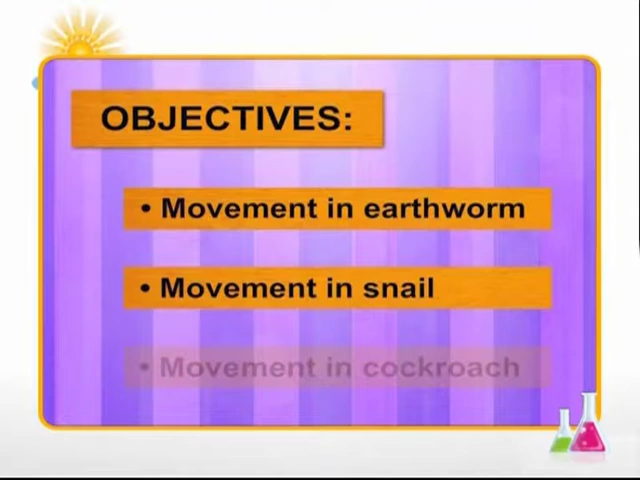 OBJECTIVES:
• Movement in earthworm
• Movement in snail
• Movement in cockroach